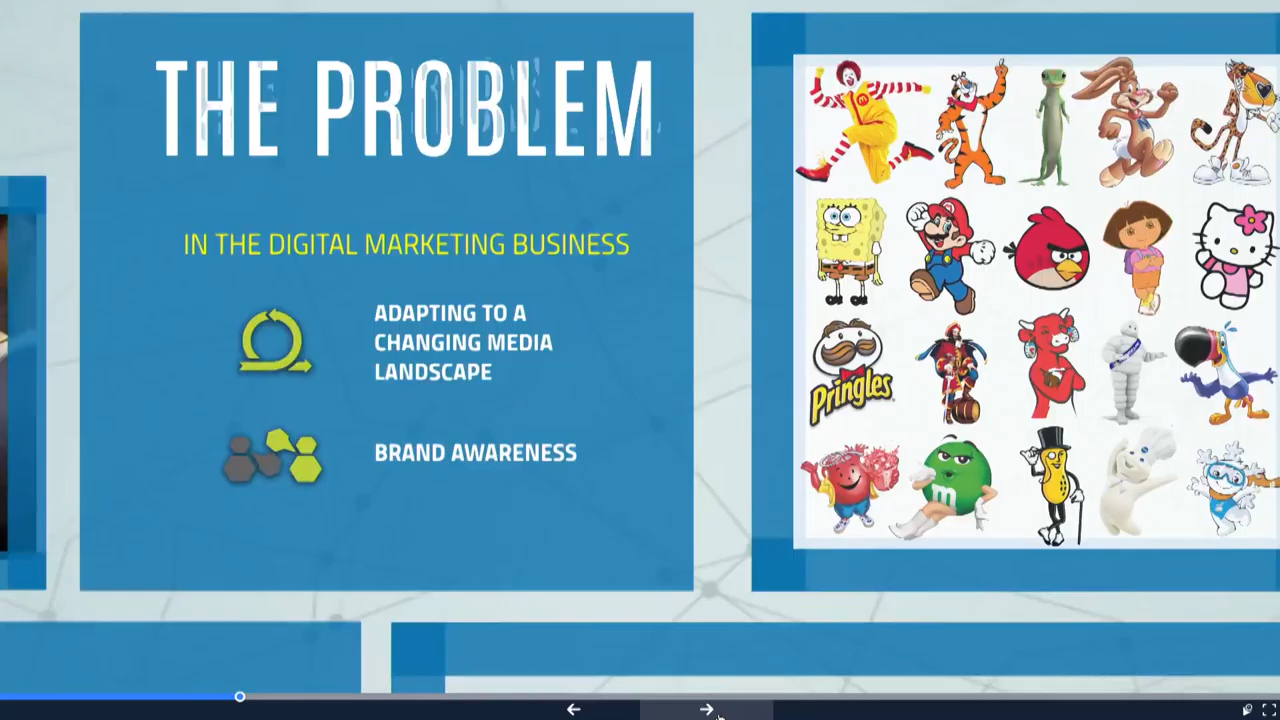 THE PROBLEM
IN THE DIGITAL MARKETING BUSINESS
ADAPTING TO A
CHANGING MEDIA
LANDSCAPE
BRAND AWARENESS
Pringles
m